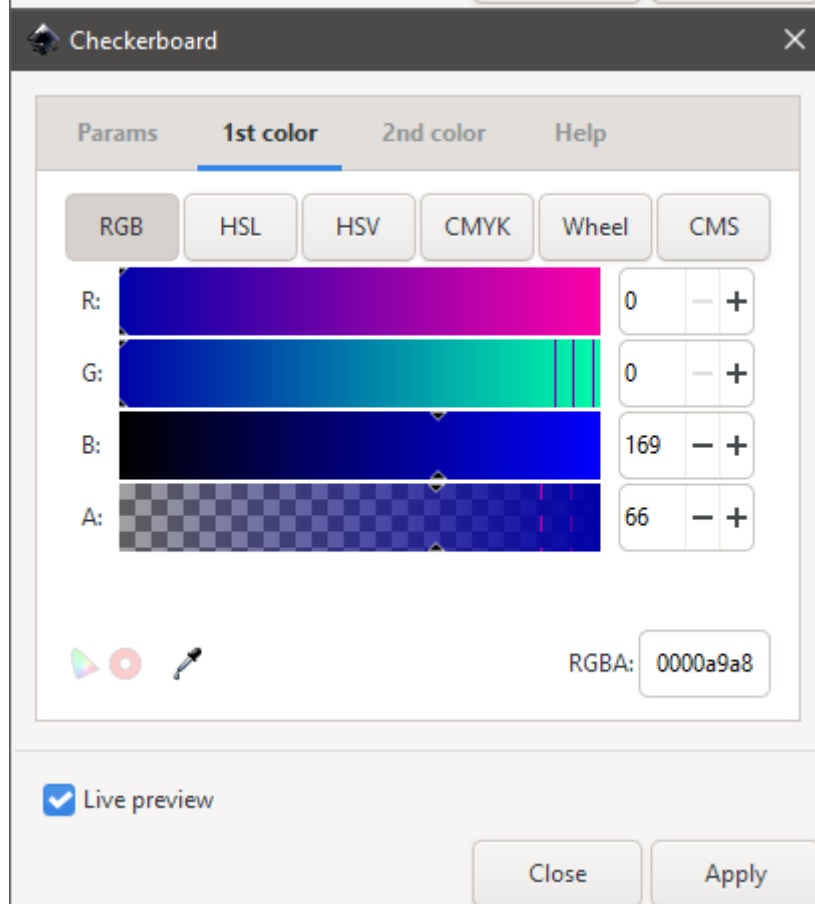 Checkerboard
Params 1st color 2nd color Help
RGB HSL HSV CMYK Wheel CMS
R: 0
G: 0
B: 169
A: 66
RGBA: 0000a9a8
Live preview
Close Apply